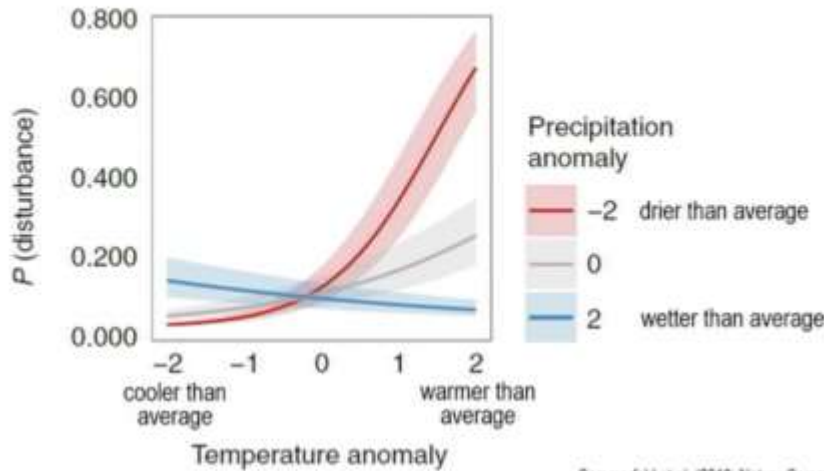 0.800
0.600
0.400
0.200
0.000
P (disturbance)
−2 −1 0 1 2
cooler than average
warmer than average
Temperature anomaly
Precipitation
anomaly
−2 drier than average
0
2 wetter than average